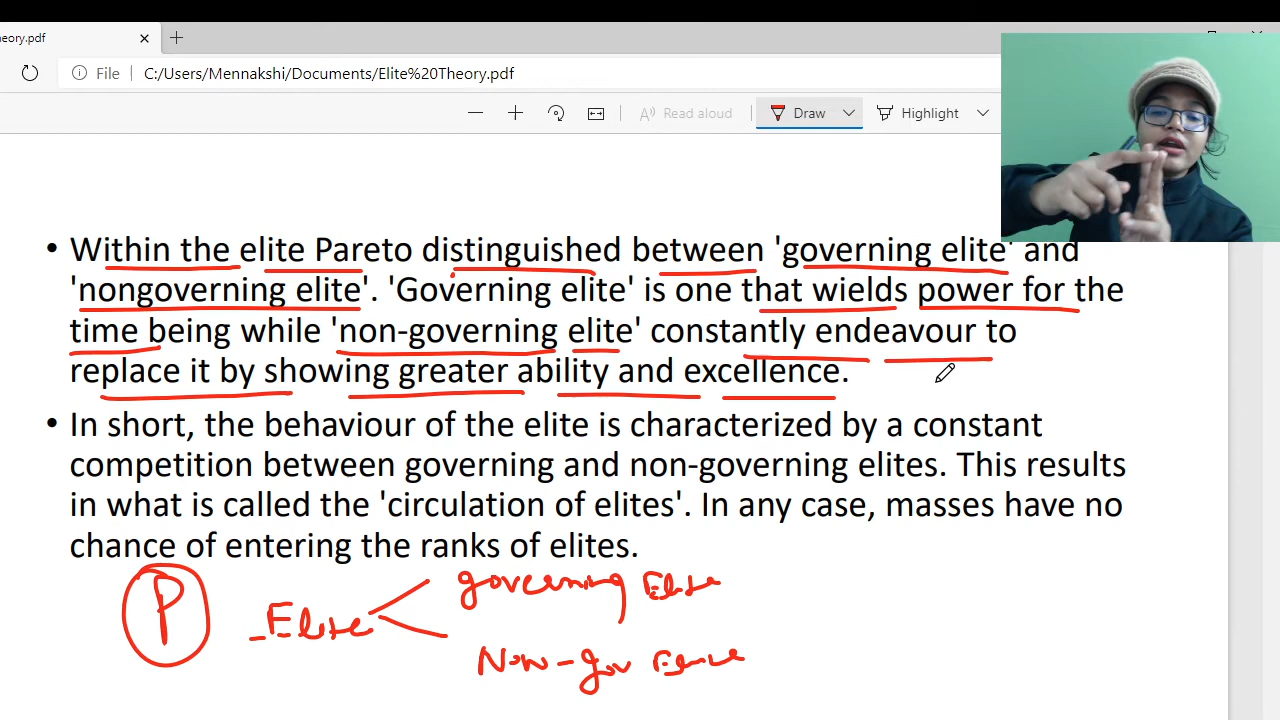 eory.pdf
File C:/Users/Mennakshi/Documents/Elite%20Theory.pdf
Read aloud Draw Highlight
• Within the elite Pareto distinguished between 'governing elite' and
'nongoverning elite'. 'Governing elite' is one that wields power for the
time being while 'non-governing elite' constantly endeavour to
replace it by showing greater ability and excellence.
• In short, the behaviour of the elite is characterized by a constant
competition between governing and non-governing elites. This results
in what is called the 'circulation of elites'. In any case, masses have no
chance of entering the ranks of elites.
governing Elite
P Elite
Non-gov Elite